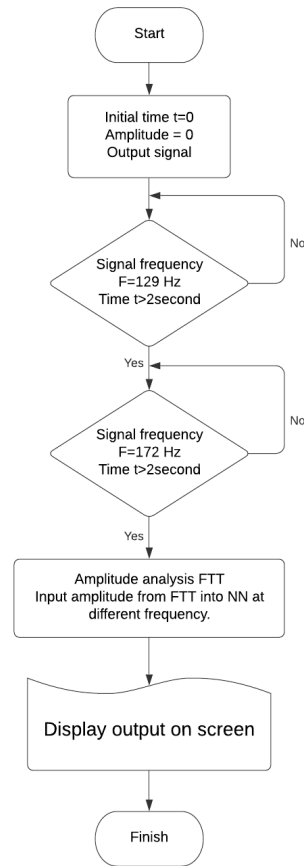 Start
Initial time t=0
Amplitude = 0
Output signal
No
Signal frequency
F=129 Hz
Time t>2second
Yes
No
Signal frequency
F=172 Hz
Time t>2second
Yes
Amplitude analysis FTT
Input amplitude from FTT into NN at
different frequency.
Display output on screen
Finish